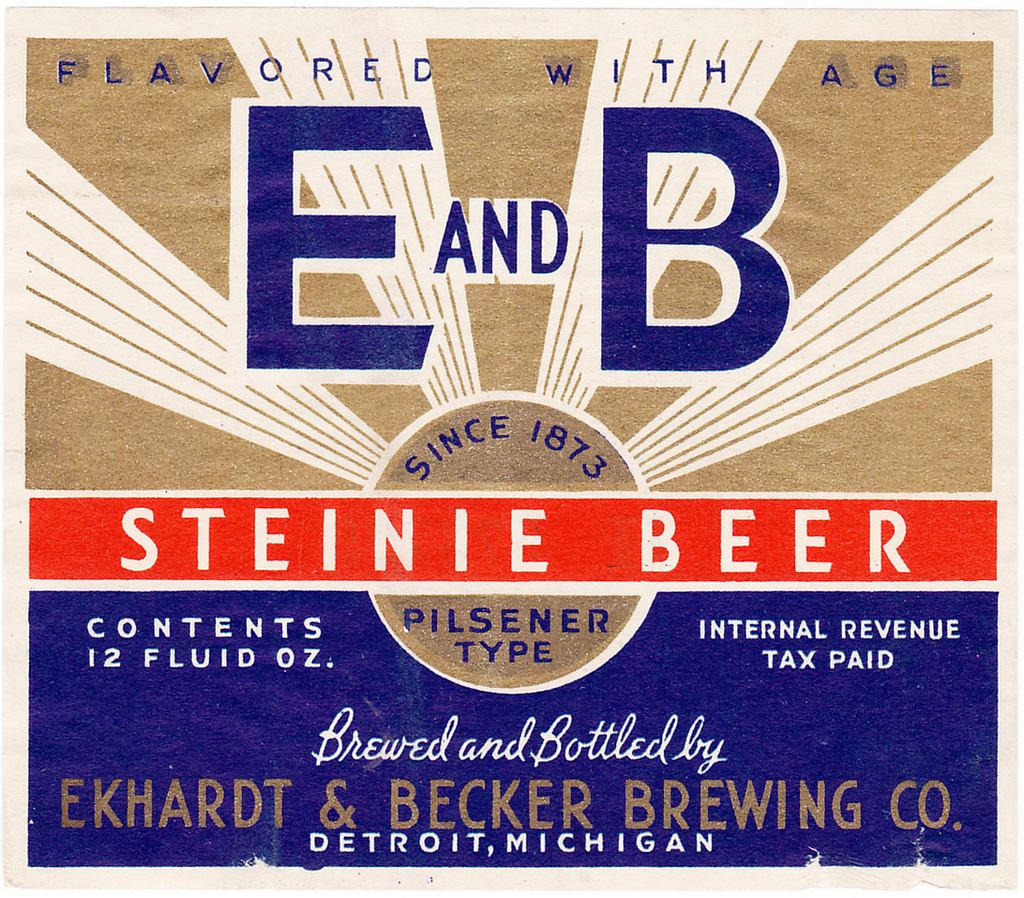 FLAVORED WITH AGE
E AND B
SINCE 1873
STEINIE BEER
PILSENER
TYPE
CONTENTS
12 FLUID OZ.
INTERNAL REVENUE
TAX PAID
Brewed and Bottled by
EKHARDT & BECKER BREWING CO.
DETROIT, MICHIGAN